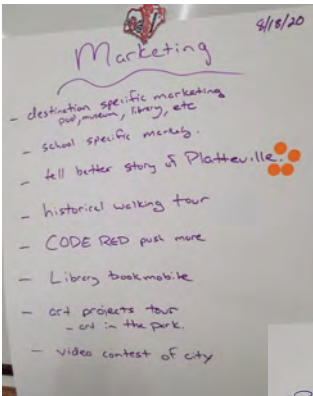 8/18/20
Marketing
- destination specific marketing
pool, museum, library, etc
- school specific markelg.
- tell better story of Platteville.
- historical walking tour
- CODE RED push more
- Library bookmobile
- art projects tour
- art in the park.
- video contest of city